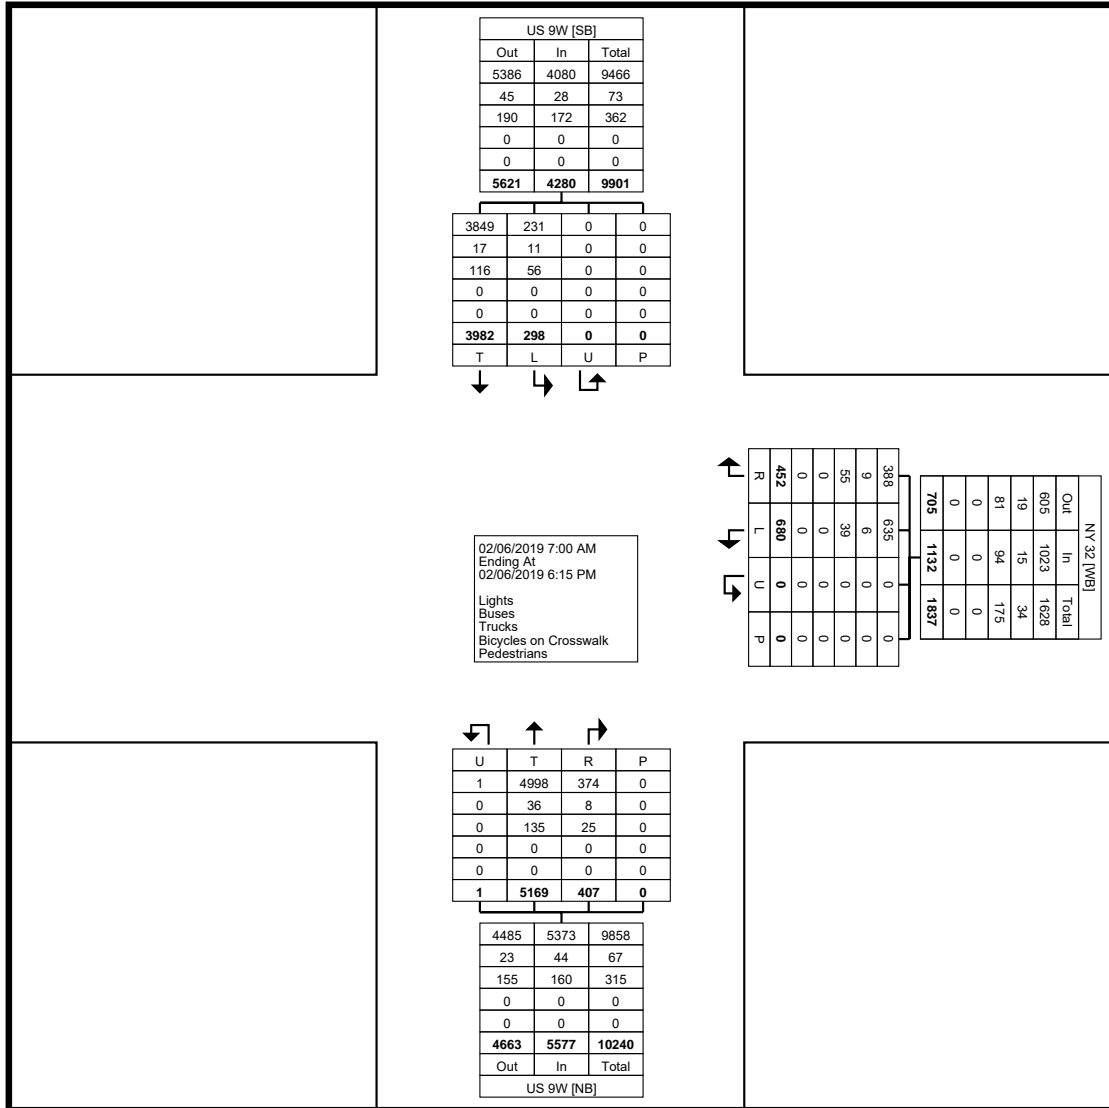 US 9W [SB]
Out In Total
5386 4080 9466
45 28 73
190 172 362
0 0 0
0 0 0
5621 4280 9901
3849 231 0 0
17 11 0 0
116 56 0 0
0 0 0 0
0 0 0 0
3982 298 0 0
T L U P
NY 32 [WB]
Out In Total
605 1023 1628
19 15 34
81 94 175
0 0 0
0 0 0
705 1132 1837
388 635 0 0
9 6 0 0
55 39 0 0
0 0 0 0
0 0 0 0
452 680 0 0
R L U P
02/06/2019 7:00 AM
Ending At
02/06/2019 6:15 PM
Lights
Buses
Trucks
Bicycles on Crosswalk
Pedestrians
U T R P
1 4998 374 0
0 36 8 0
0 135 25 0
0 0 0 0
0 0 0 0
1 5169 407 0
4485 5373 9858
23 44 67
155 160 315
0 0 0
0 0 0
4663 5577 10240
Out In Total
US 9W [NB]